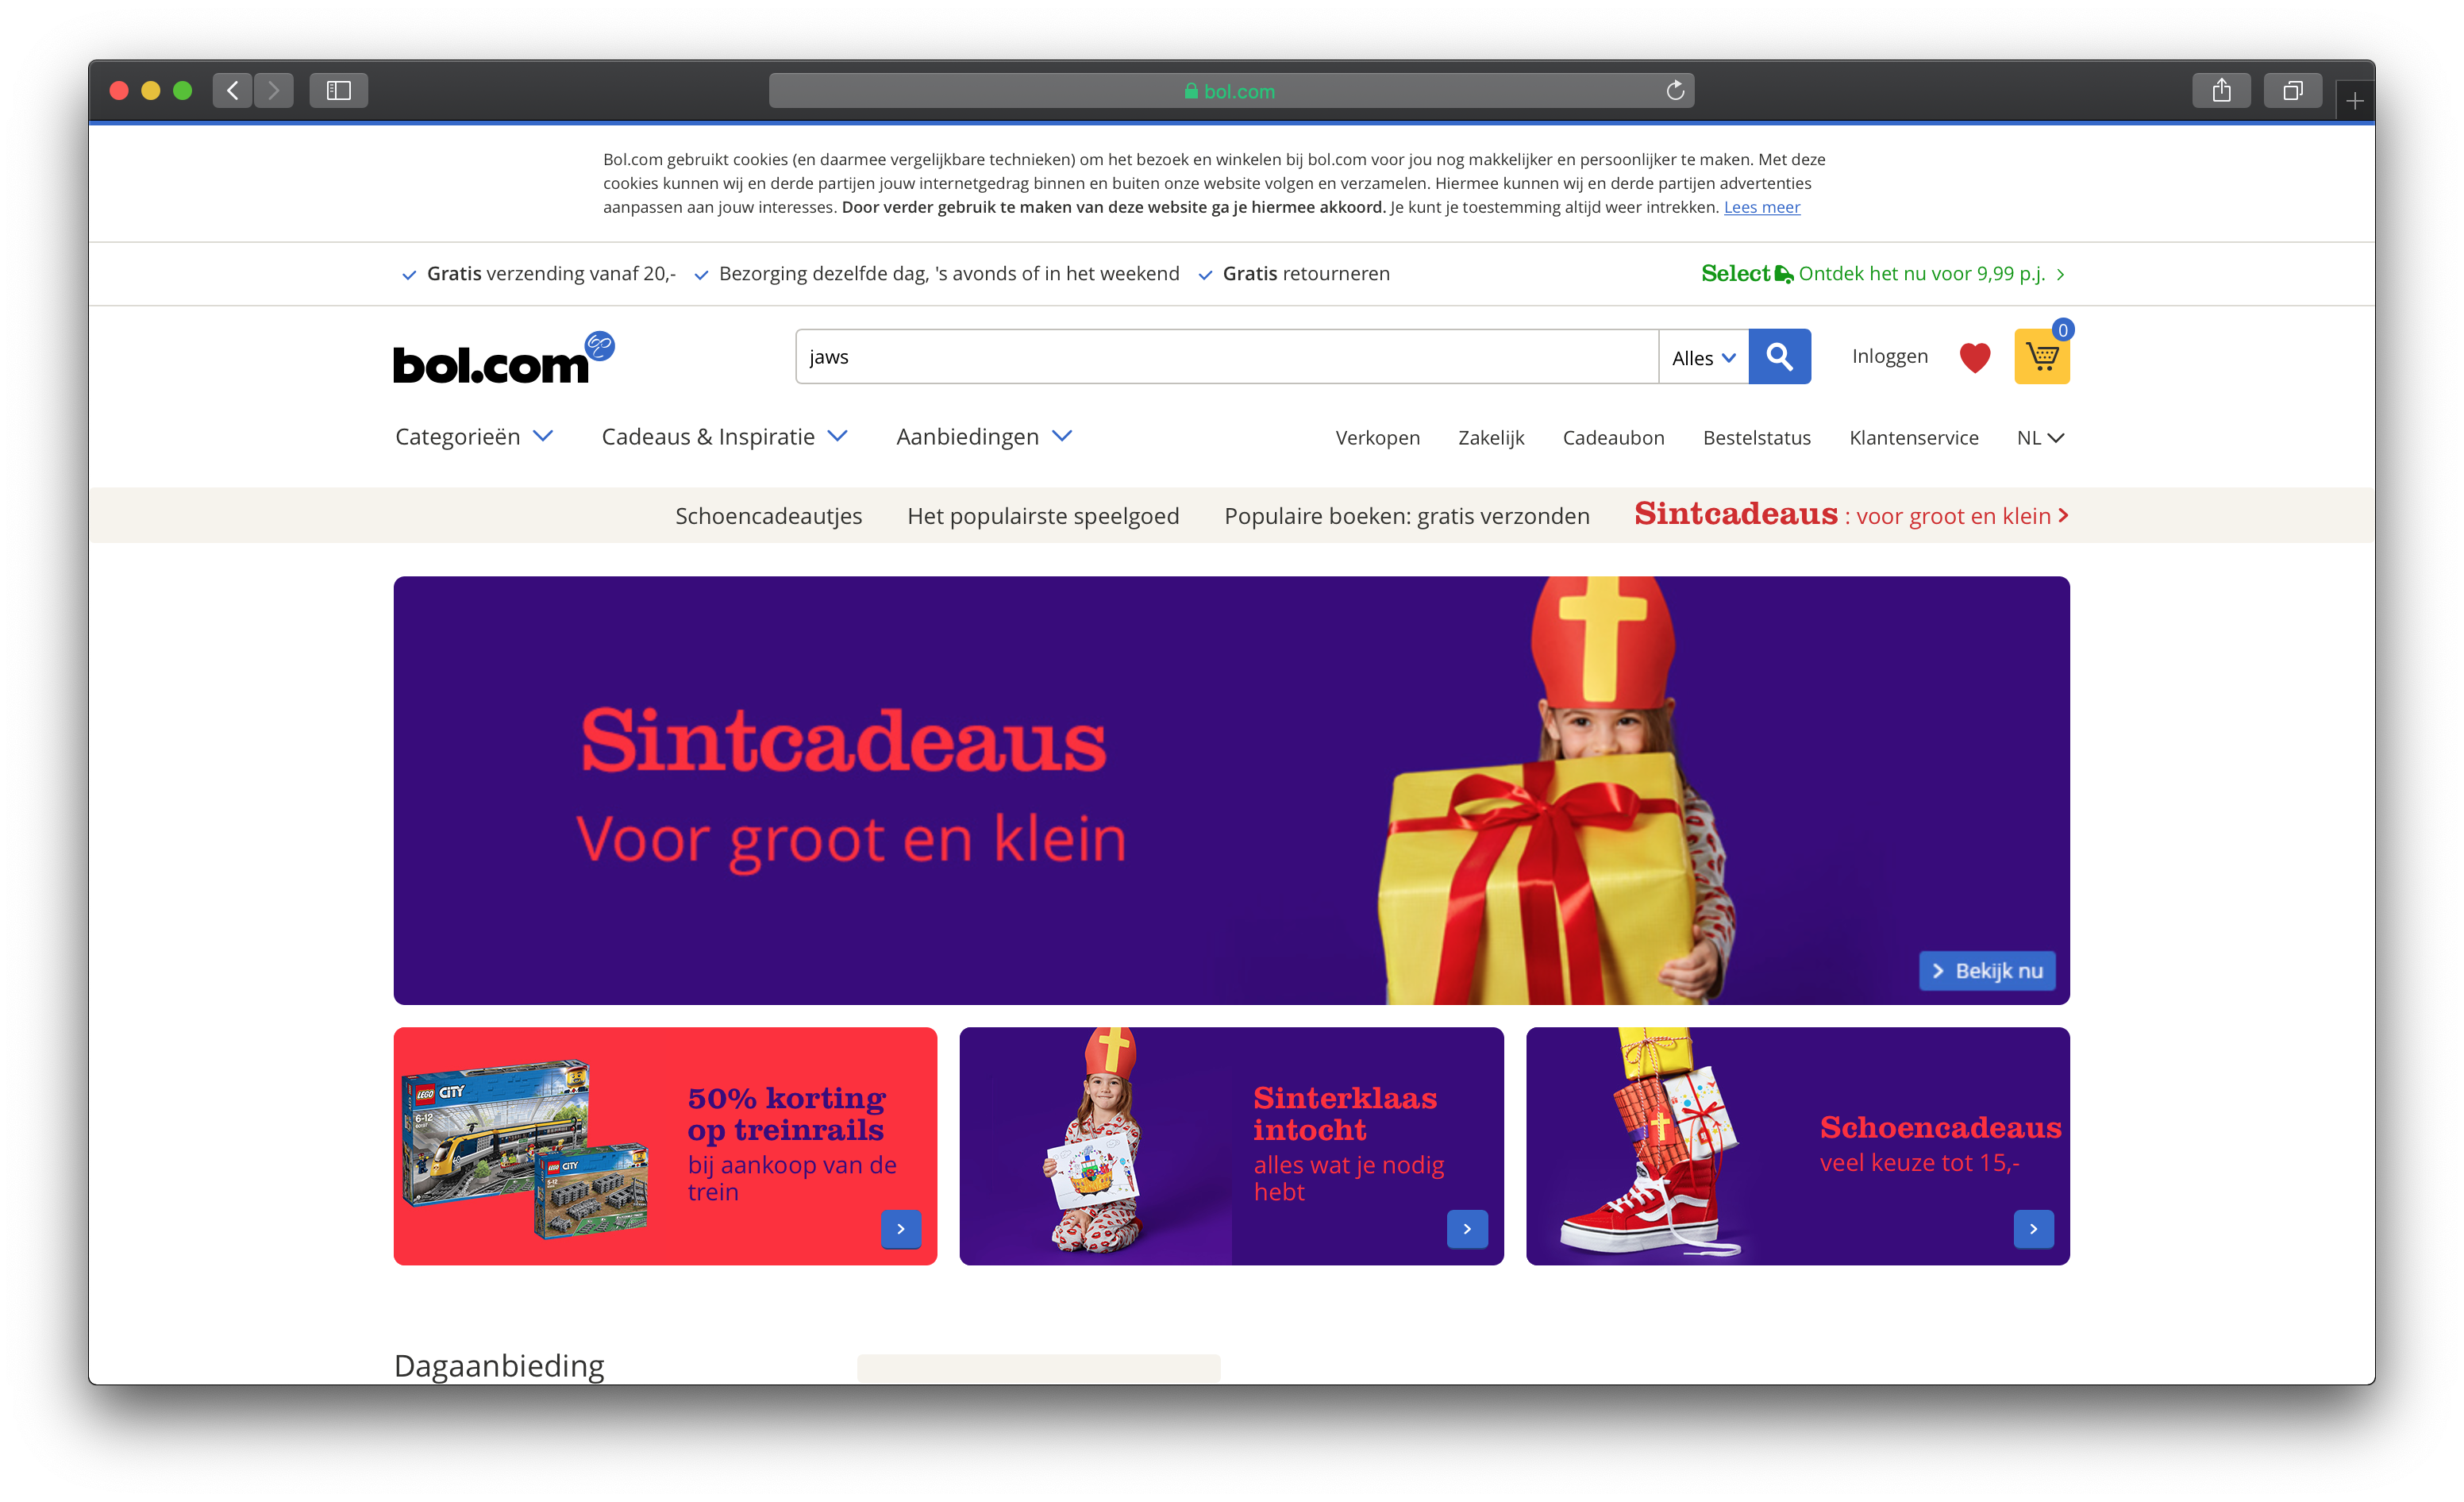 bol.com
Bol.com gebruikt cookies (en daarmee vergelijkbare technieken) om het bezoek en winkelen bij bol.com voor jou nog makkelijker en persoonlijker te maken. Met deze
cookies kunnen wij en derde partijen jouw internetgedrag binnen en buiten onze website volgen en verzamelen. Hiermee kunnen wij en derde partijen advertenties
aanpassen aan jouw interesses. Door verder gebruik te maken van deze website ga je hiermee akkoord. Je kunt je toestemming altijd weer intrekken. Lees meer
Gratis verzending vanaf 20,- Bezorging dezelfde dag, 's avonds of in het weekend Gratis retourneren Select Ontdek het nu voor 9,99 p.j.
bol.com jaws Alles Inloggen 0
Categorieën Cadeaus & Inspiratie Aanbiedingen Verkopen Zakelijk Cadeaubon Bestelstatus Klantenservice NL
Schoencadeautjes Het populairste speelgoed Populaire boeken: gratis verzonden Sintcadeaus : voor groot en klein
Sintcadeaus
Voor groot en klein
Bekijk nu
LEGO CITY
6-12
LEGO CITY
5-12
50% korting
op treinrails
bij aankoop van de
trein
Sinterklaas
intocht
alles wat je nodig
hebt
Schoencadeaus
veel keuze tot 15,-
Dagaanbieding